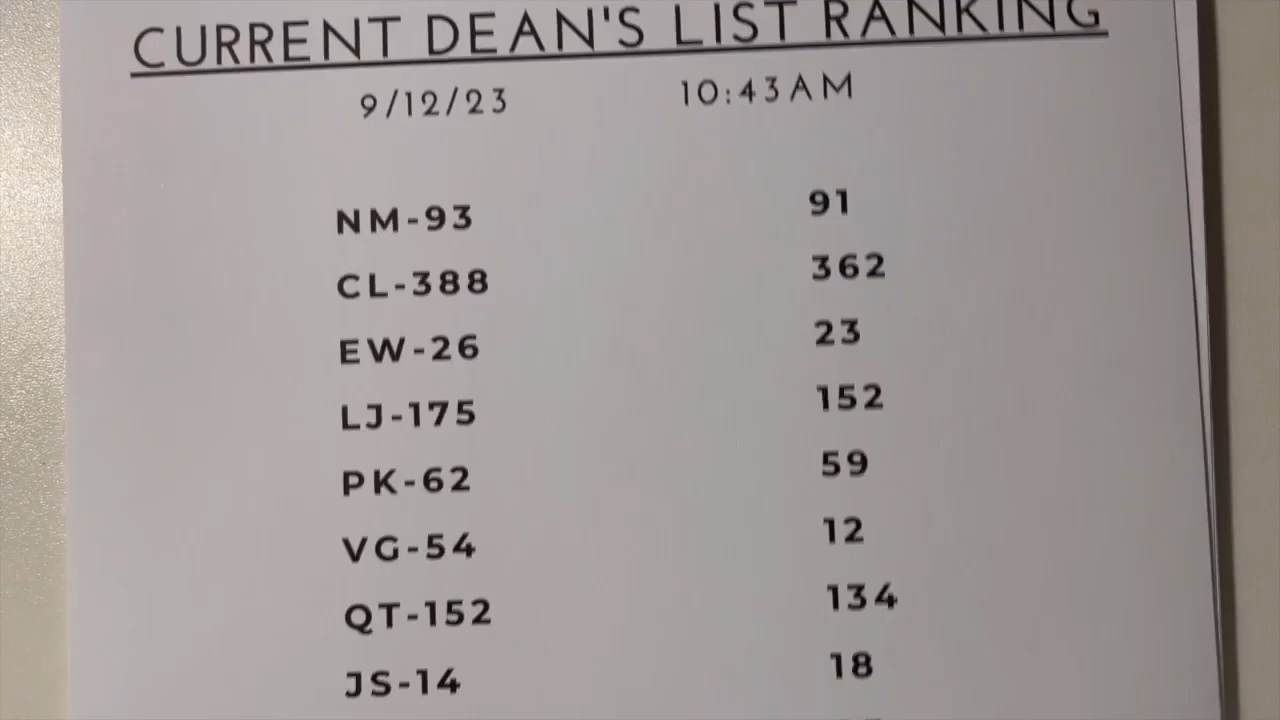 CURRENT DEAN'S LIST RANKING
9/12/23 10:43AM
NM-93 91
CL-388 362
EW-26 23
LJ-175 152
PK-62 59
VG-54 12
QT-152 134
JS-14 18